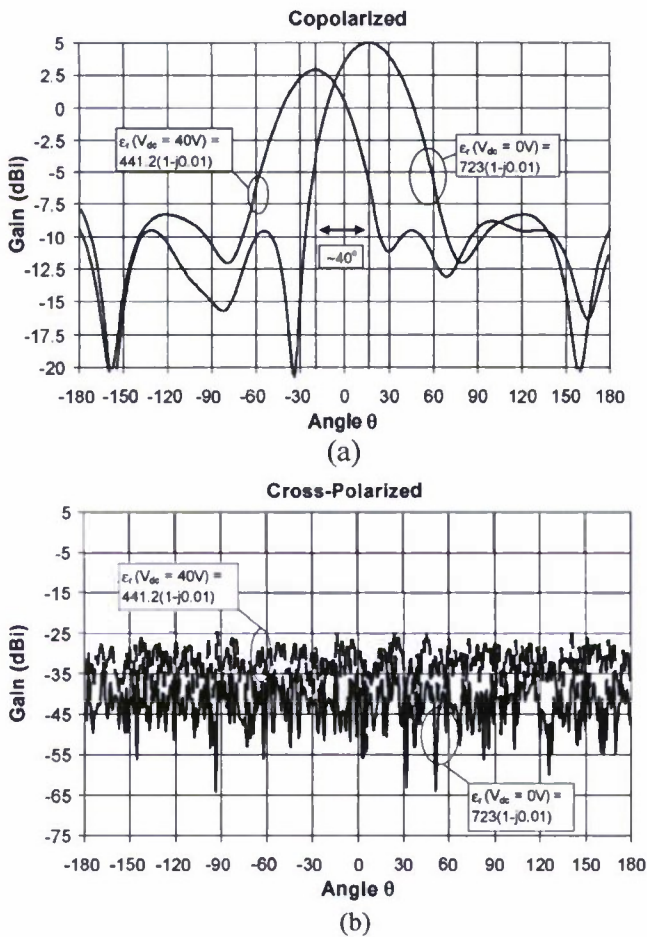 Copolarized
5
2.5
0
-2.5
-5
-7.5
-10
-12.5
-15
-17.5
-20
Gain (dBi)
εr (Vdc = 40V) =
441.2(1-j0.01)
εr (Vdc = 0V) =
723(1-j0.01)
~40°
-180 -150 -120 -90 -60 -30 0 30 60 90 120 150 180
Angle θ
(a)
Cross-Polarized
5
-5
-15
-25
-35
-45
-55
-65
-75
Gain (dBi)
εr (Vdc = 40V) =
441.2(1-j0.01)
εr (Vdc = 0V) =
723(1-j0.01)
-180 -150 -120 -90 -60 -30 0 30 60 90 120 150 180
Angle θ
(b)